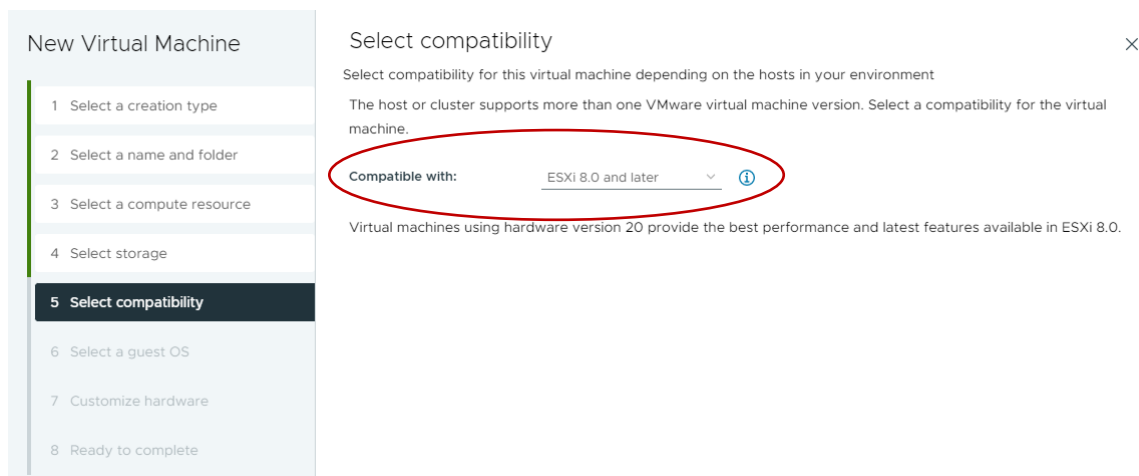 New Virtual Machine
1 Select a creation type
2 Select a name and folder
3 Select a compute resource
4 Select storage
5 Select compatibility
6 Select a guest OS
7 Customize hardware
8 Ready to complete
Select compatibility
Select compatibility for this virtual machine depending on the hosts in your environment
The host or cluster supports more than one VMware virtual machine version. Select a compatibility for the virtual
machine.
Compatible with: ESXi 8.0 and later
Virtual machines using hardware version 20 provide the best performance and latest features available in ESXi 8.0.